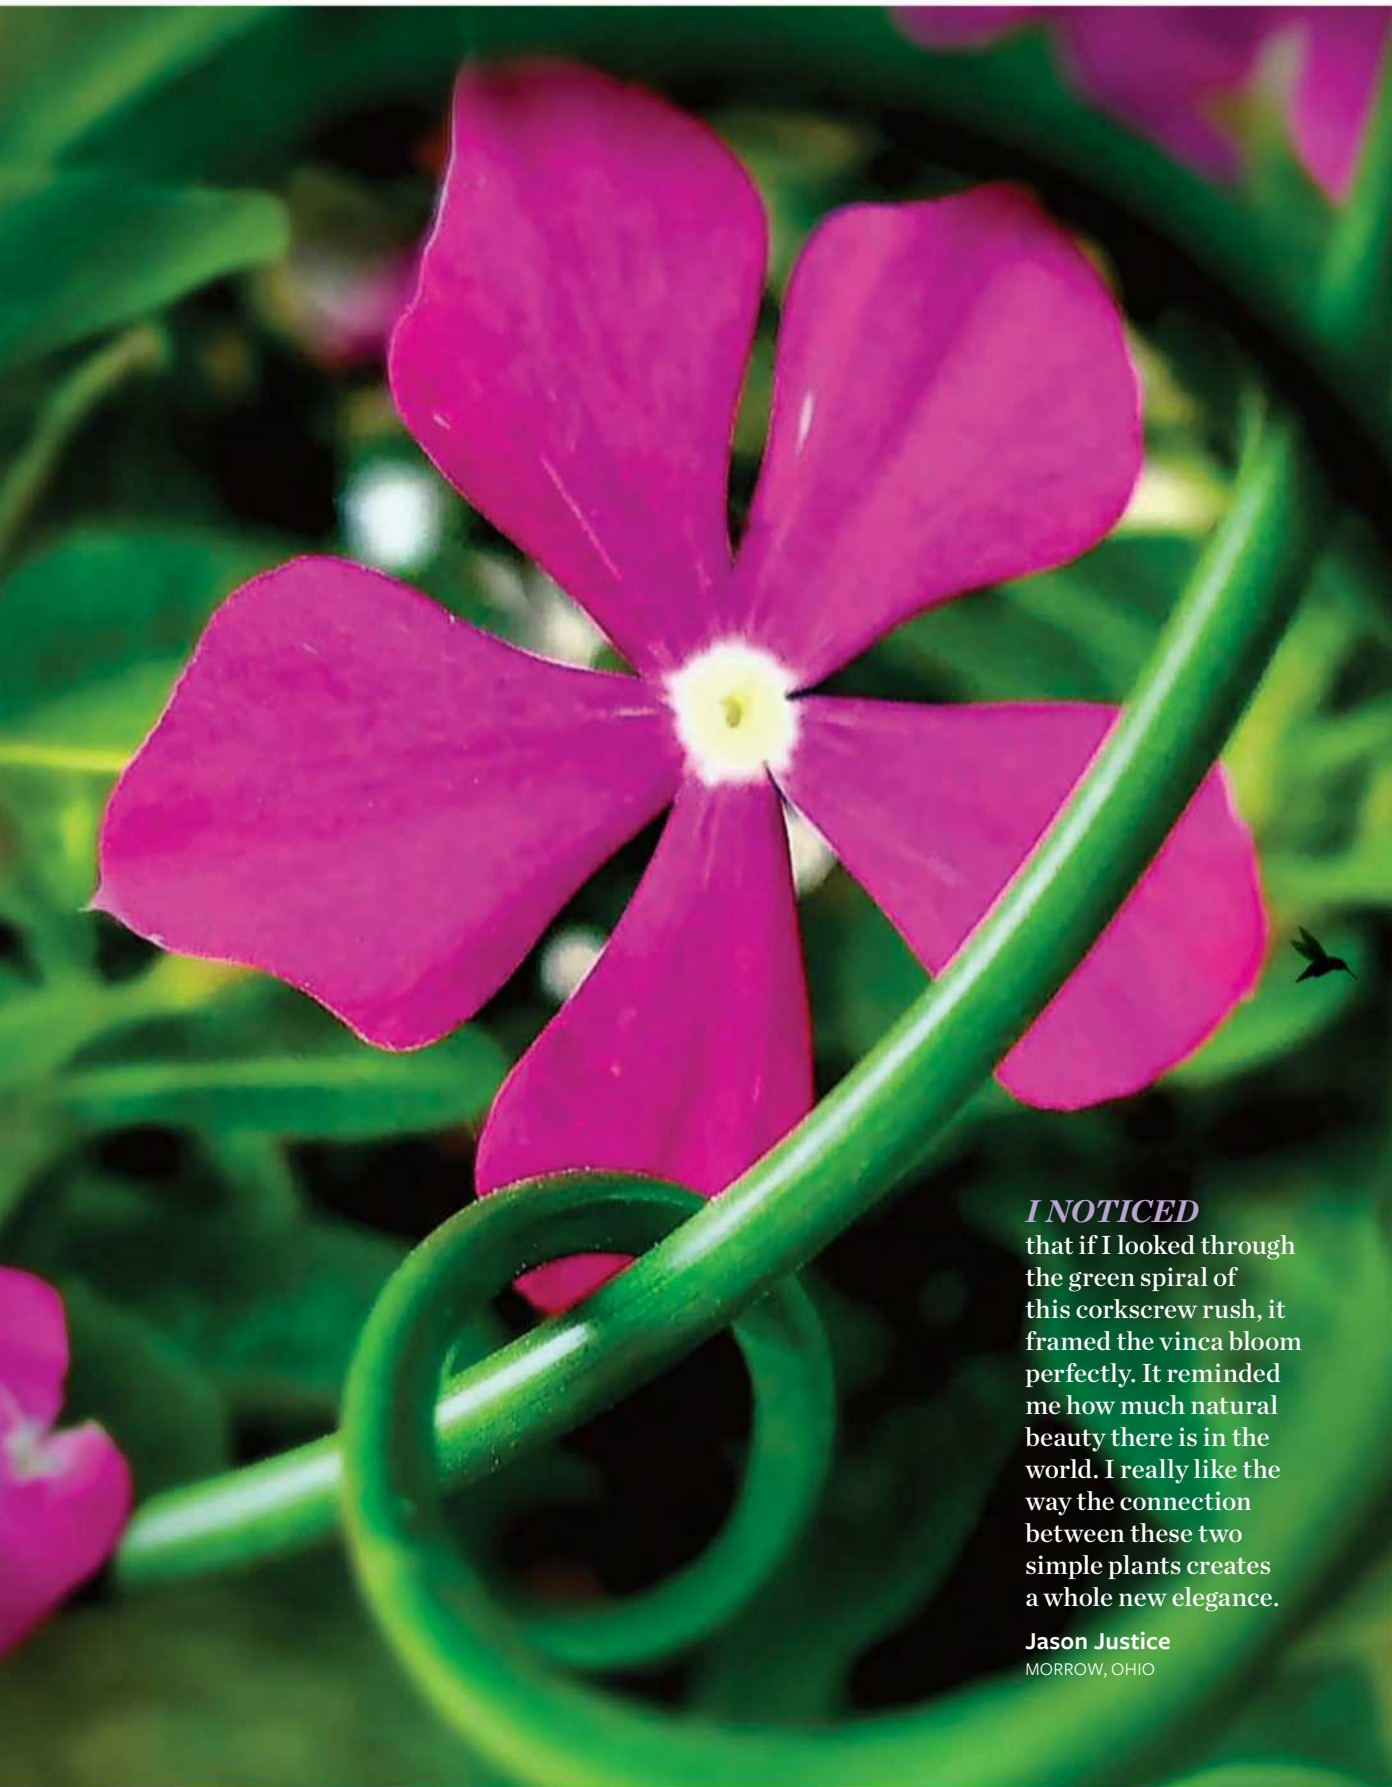 I NOTICED
that if I looked through
the green spiral of
this corkscrew rush, it
framed the vinca bloom
perfectly. It reminded
me how much natural
beauty there is in the
world. I really like the
way the connection
between these two
simple plants creates
a whole new elegance.
Jason Justice
MORROW, OHIO